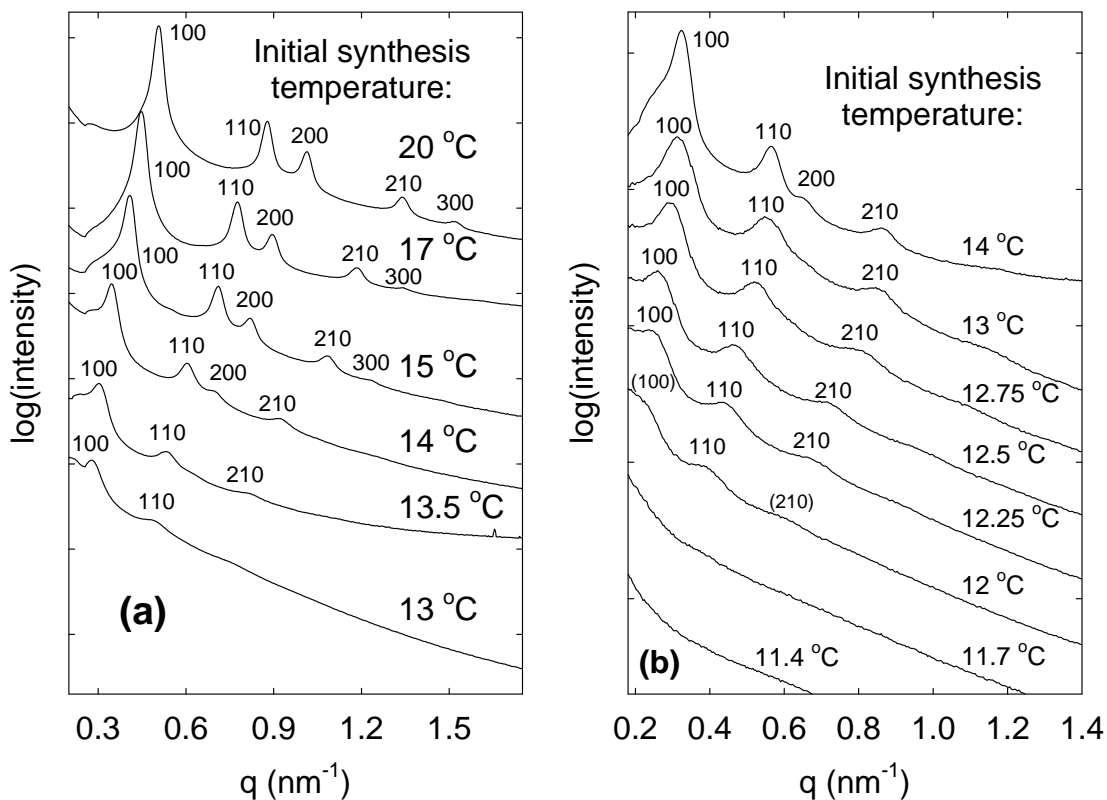 100
Initial synthesis
temperature:
110
200
20 °C
210
300
100
110
200
17 °C
210
300
100
100
110
200
15 °C
210
300
100
110
200
14 °C
210
100
110
13.5 °C
210
110
13 °C
(a)
log(intensity)
0.3 0.6 0.9 1.2 1.5
q (nm-1)
100
Initial synthesis
temperature:
110
200
210
14 °C
100
110
210
13 °C
100
110
210
12.75 °C
100
110
210
12.5 °C
100
110
210
12.25 °C
(100)
110
(210)
12 °C
11.7 °C
11.4 °C
(b)
log(intensity)
0.2 0.4 0.6 0.8 1.0 1.2 1.4
q (nm-1)